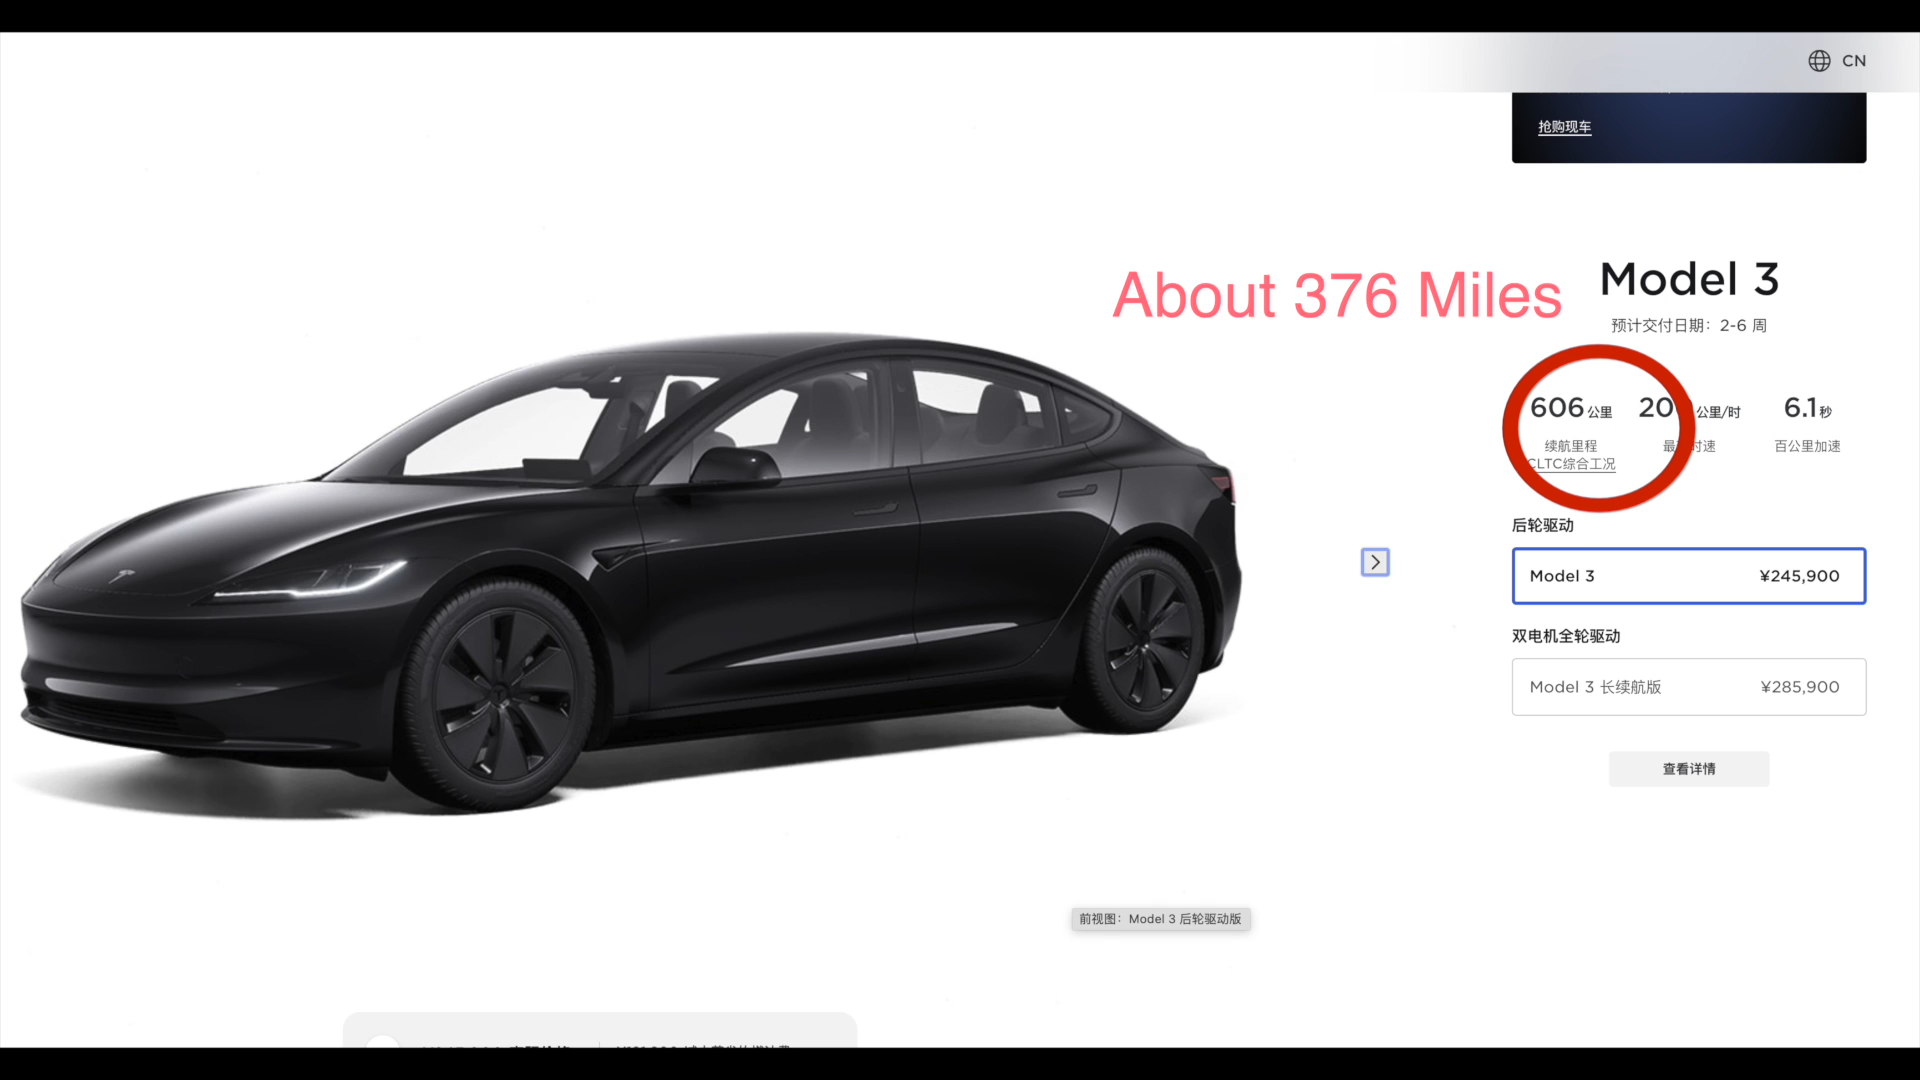 CN
抢购现车
About 376 Miles
Model 3
预计交付日期：2-6 周
606 公里
公里/时
6.1 秒
续航里程
百公里加速
CLTC综合工况
后轮驱动
Model 3 ¥245,900
双电机全轮驱动
Model 3 长续航版 ¥285,900
查看详情
前视图：Model 3 后轮驱动版